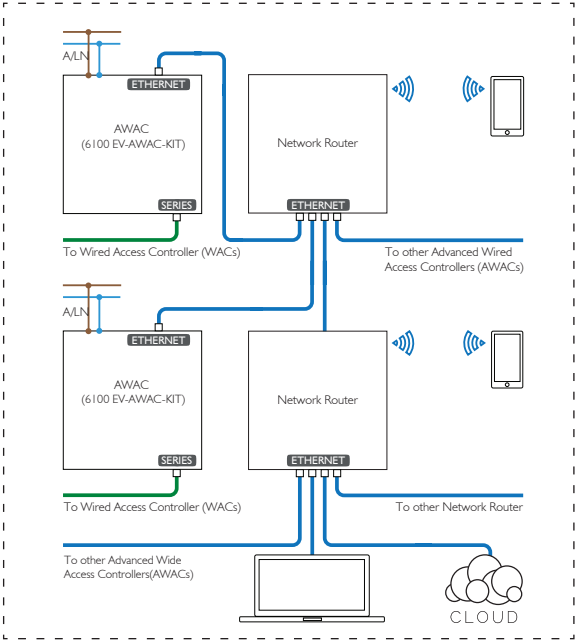 A/LN
ETHERNET
AWAC
(6100 EV-AWAC-KIT)
SERIES
To Wired Access Controller (WACs)
Network Router
ETHERNET
To other Advanced Wired
Access Controllers (AWACs)
A/LN
ETHERNET
AWAC
(6100 EV-AWAC-KIT)
SERIES
To Wired Access Controller (WACs)
Network Router
ETHERNET
To other Network Router
To other Advanced Wide
Access Controllers(AWACs)
CLOUD